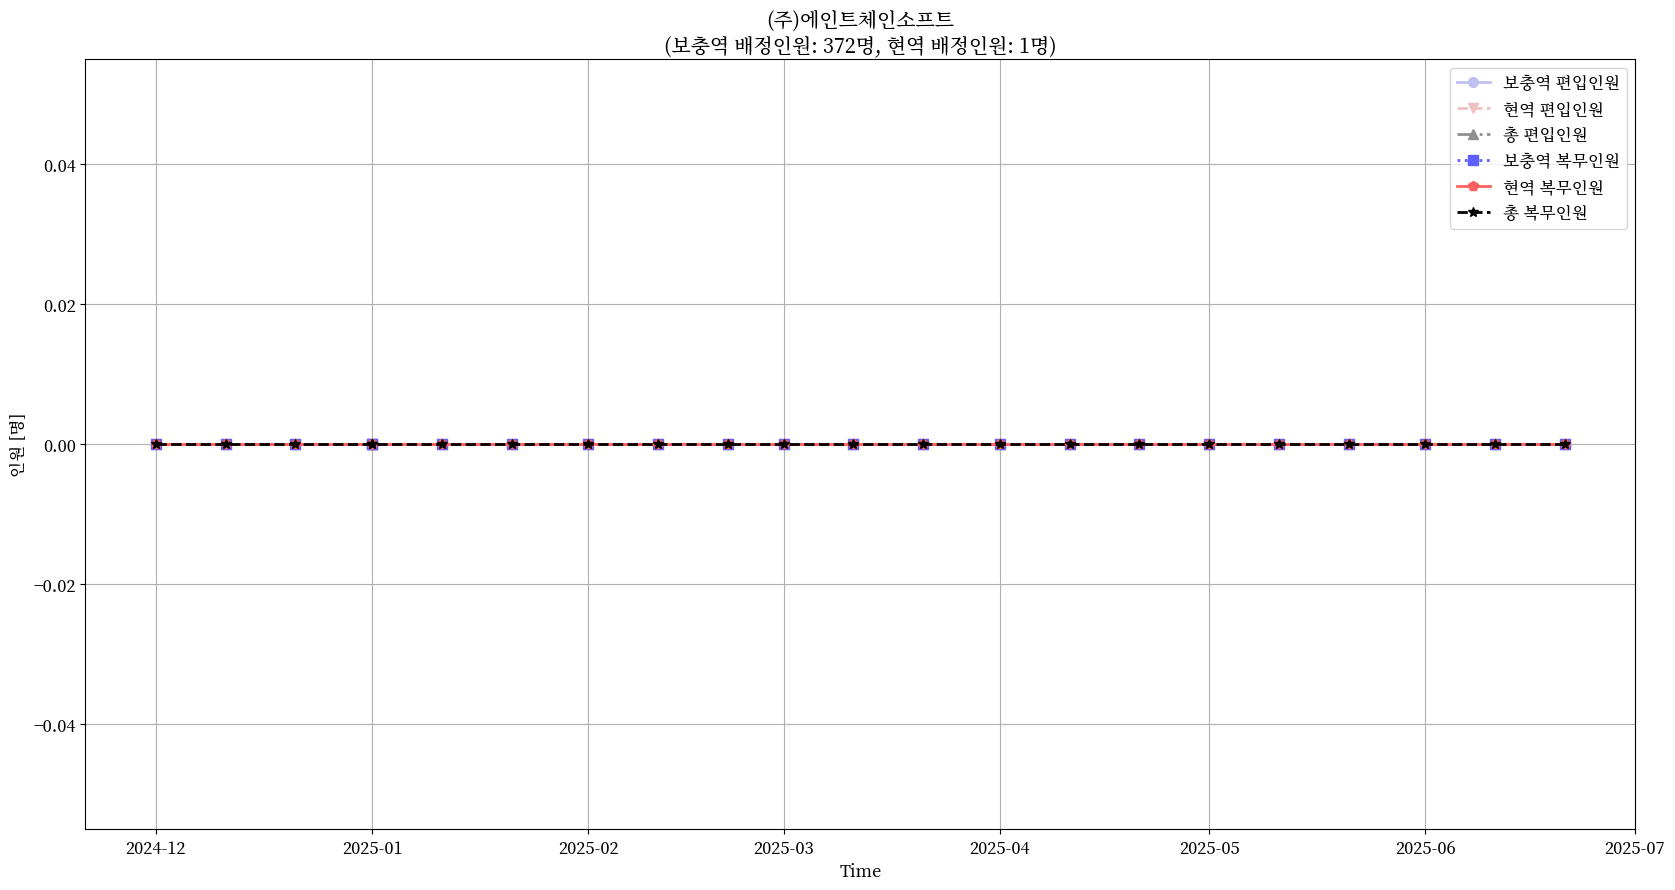 (주)에인트체인소프트
(보충역 배정인원: 372명, 현역 배정인원: 1명)
보충역 편입인원
현역 편입인원
총 편입인원
보충역 복무인원
현역 복무인원
총 복무인원
0.04
0.02
0.00
−0.02
−0.04
인원 [명]
2024-12
2025-01
2025-02
2025-03
2025-04
2025-05
2025-06
2025-07
Time